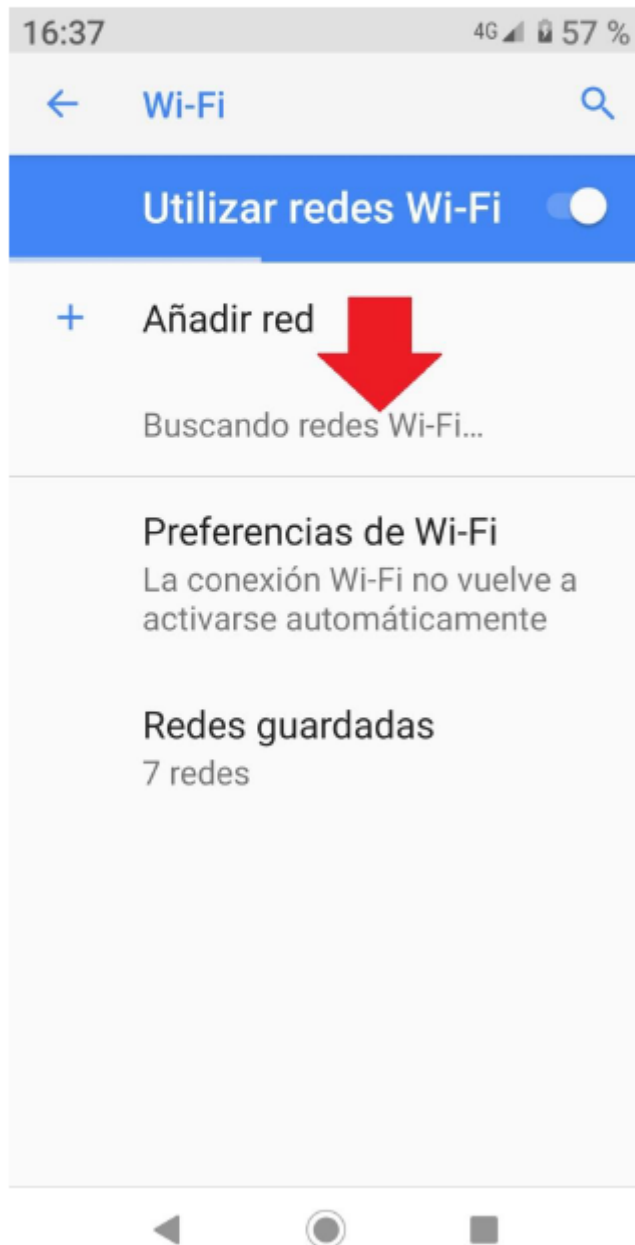 16:37 4G 57 %
Wi-Fi
Utilizar redes Wi-Fi
+ Añadir red
Buscando redes Wi-Fi...
Preferencias de Wi-Fi
La conexión Wi-Fi no vuelve a
activarse automáticamente
Redes guardadas
7 redes